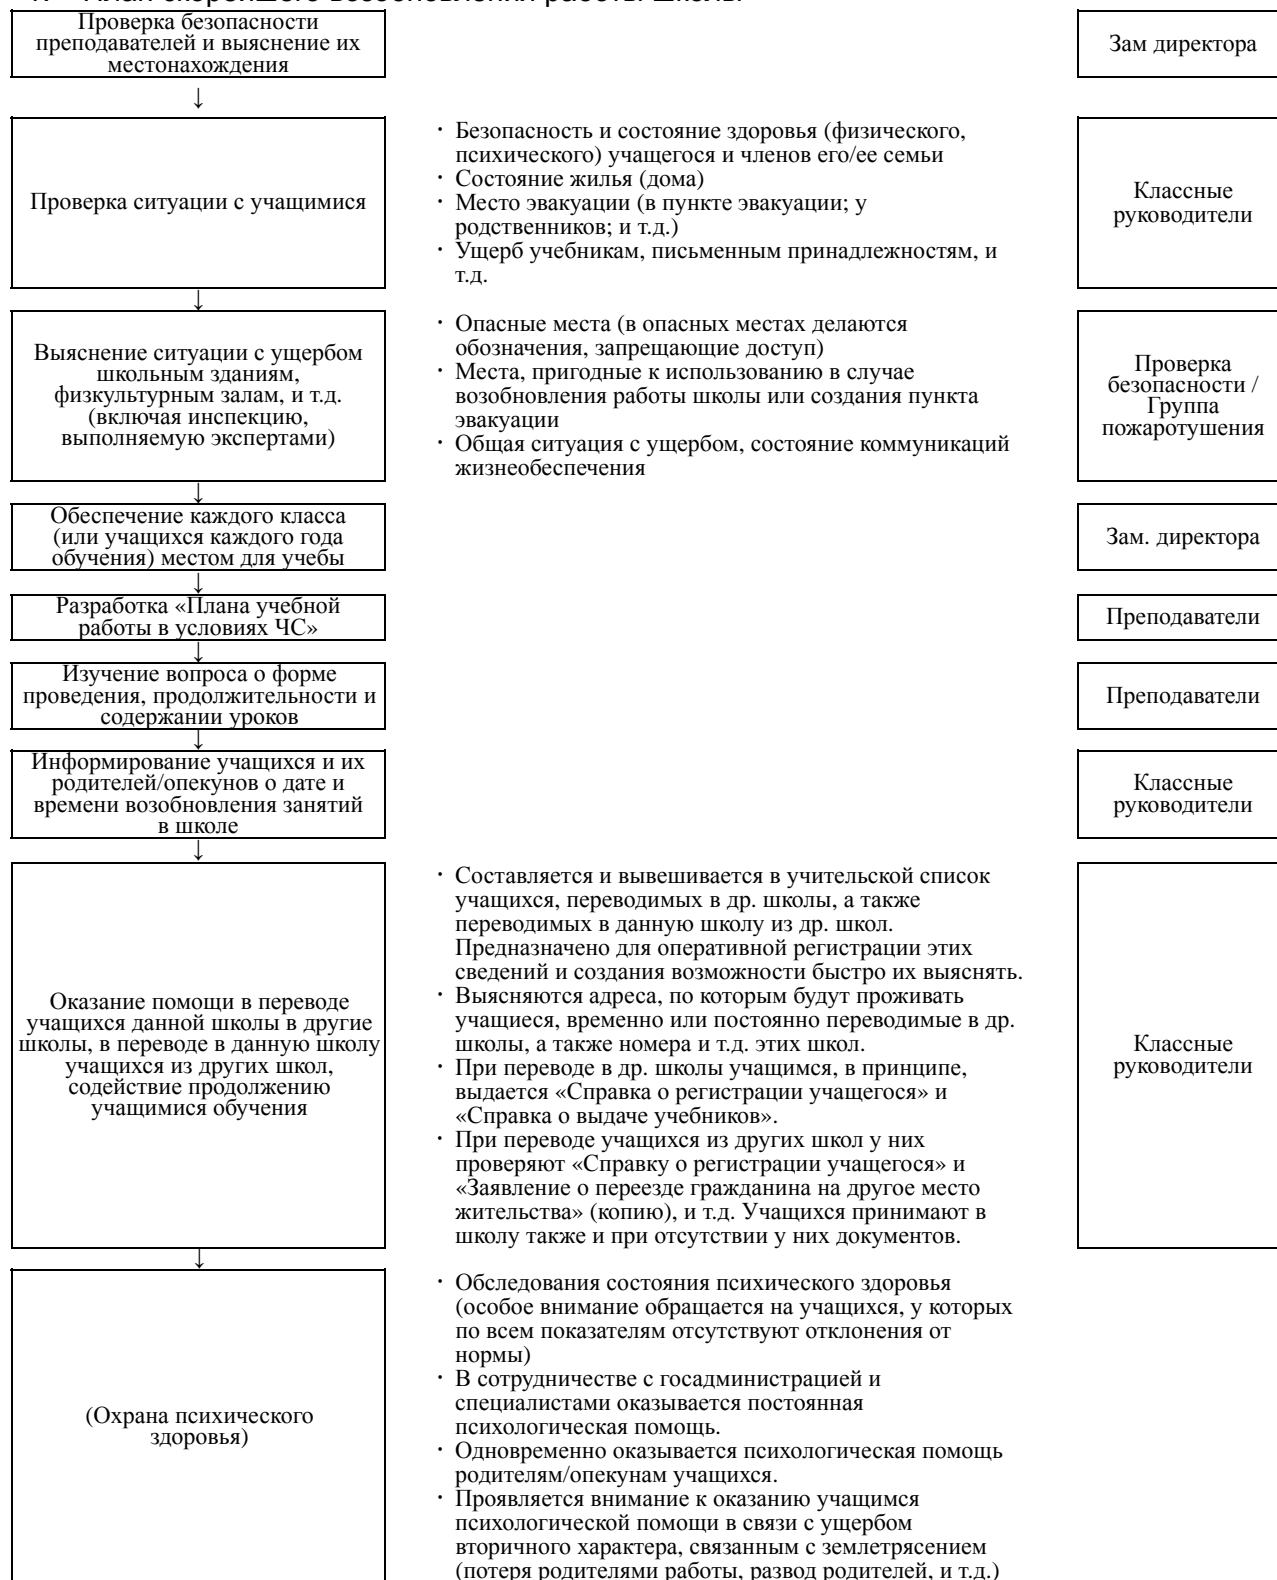 План скорейшего возобновления работы школы
Проверка безопасности
преподавателей и выяснение их
местонахождения
Зам директора
↓
Проверка ситуации с учащимися
・ Безопасность и состояние здоровья (физического,
психического) учащегося и членов его/ее семьи
・ Состояние жилья (дома)
・ Место эвакуации (в пункте эвакуации; у
родственников; и т.д.)
・ Ущерб учебникам, письменным принадлежностям, и
т.д.
Классные
руководители
↓
Выяснение ситуации с ущербом
школьным зданиям,
физкультурным залам, и т.д.
(включая инспекцию,
выполняемую экспертами)
・ Опасные места (в опасных местах делаются
обозначения, запрещающие доступ)
・ Места, пригодные к использованию в случае
возобновления работы школы или создания пункта
эвакуации
・ Общая ситуация с ущербом, состояние коммуникаций
жизнеобеспечения
Проверка
безопасности /
Группа
пожаротушения
↓
Обеспечение каждого класса
(или учащихся каждого года
обучения) местом для учебы
Зам. директора
↓
Разработка «Плана учебной
работы в условиях ЧС»
Преподаватели
↓
Изучение вопроса о форме
проведения, продолжительности и
содержании уроков
Преподаватели
↓
Информирование учащихся и их
родителей/опекунов о дате и
времени возобновления занятий
в школе
Классные
руководители
↓
Оказание помощи в переводе
учащихся данной школы в другие
школы, в переводе в данную школу
учащихся из других школ,
содействие продолжению
учащимися обучения
・ Составляется и вывешивается в учительской список
учащихся, переводимых в др. школы, а также
переводимых в данную школу из др. школ.
Предназначено для оперативной регистрации этих
сведений и создания возможности быстро их выяснять.
・ Выясняются адреса, по которым будут проживать
учащиеся, временно или постоянно переводимые в др.
школы, а также номера и т.д. этих школ.
・ При переводе в др. школы учащимся, в принципе,
выдается «Справка о регистрации учащегося» и
«Справка о выдаче учебников».
・ При переводе учащихся из других школ у них
проверяют «Справку о регистрации учащегося» и
«Заявление о переезде гражданина на другое место
жительства» (копию), и т.д. Учащихся принимают в
школу также и при отсутствии у них документов.
Классные
руководители
↓
(Охрана психического
здоровья)
・ Обследования состояния психического здоровья
(особое внимание обращается на учащихся, у которых
по всем показателям отсутствуют отклонения от
нормы)
・ В сотрудничестве с госадминистрацией и
специалистами оказывается постоянная
психологическая помощь.
・ Одновременно оказывается психологическая помощь
родителям/опекунам учащихся.
・ Проявляется внимание к оказанию учащимся
психологической помощи в связи с ущербом
вторичного характера, связанным с землетрясением
(потеря родителями работы, развод родителей, и т.д.)